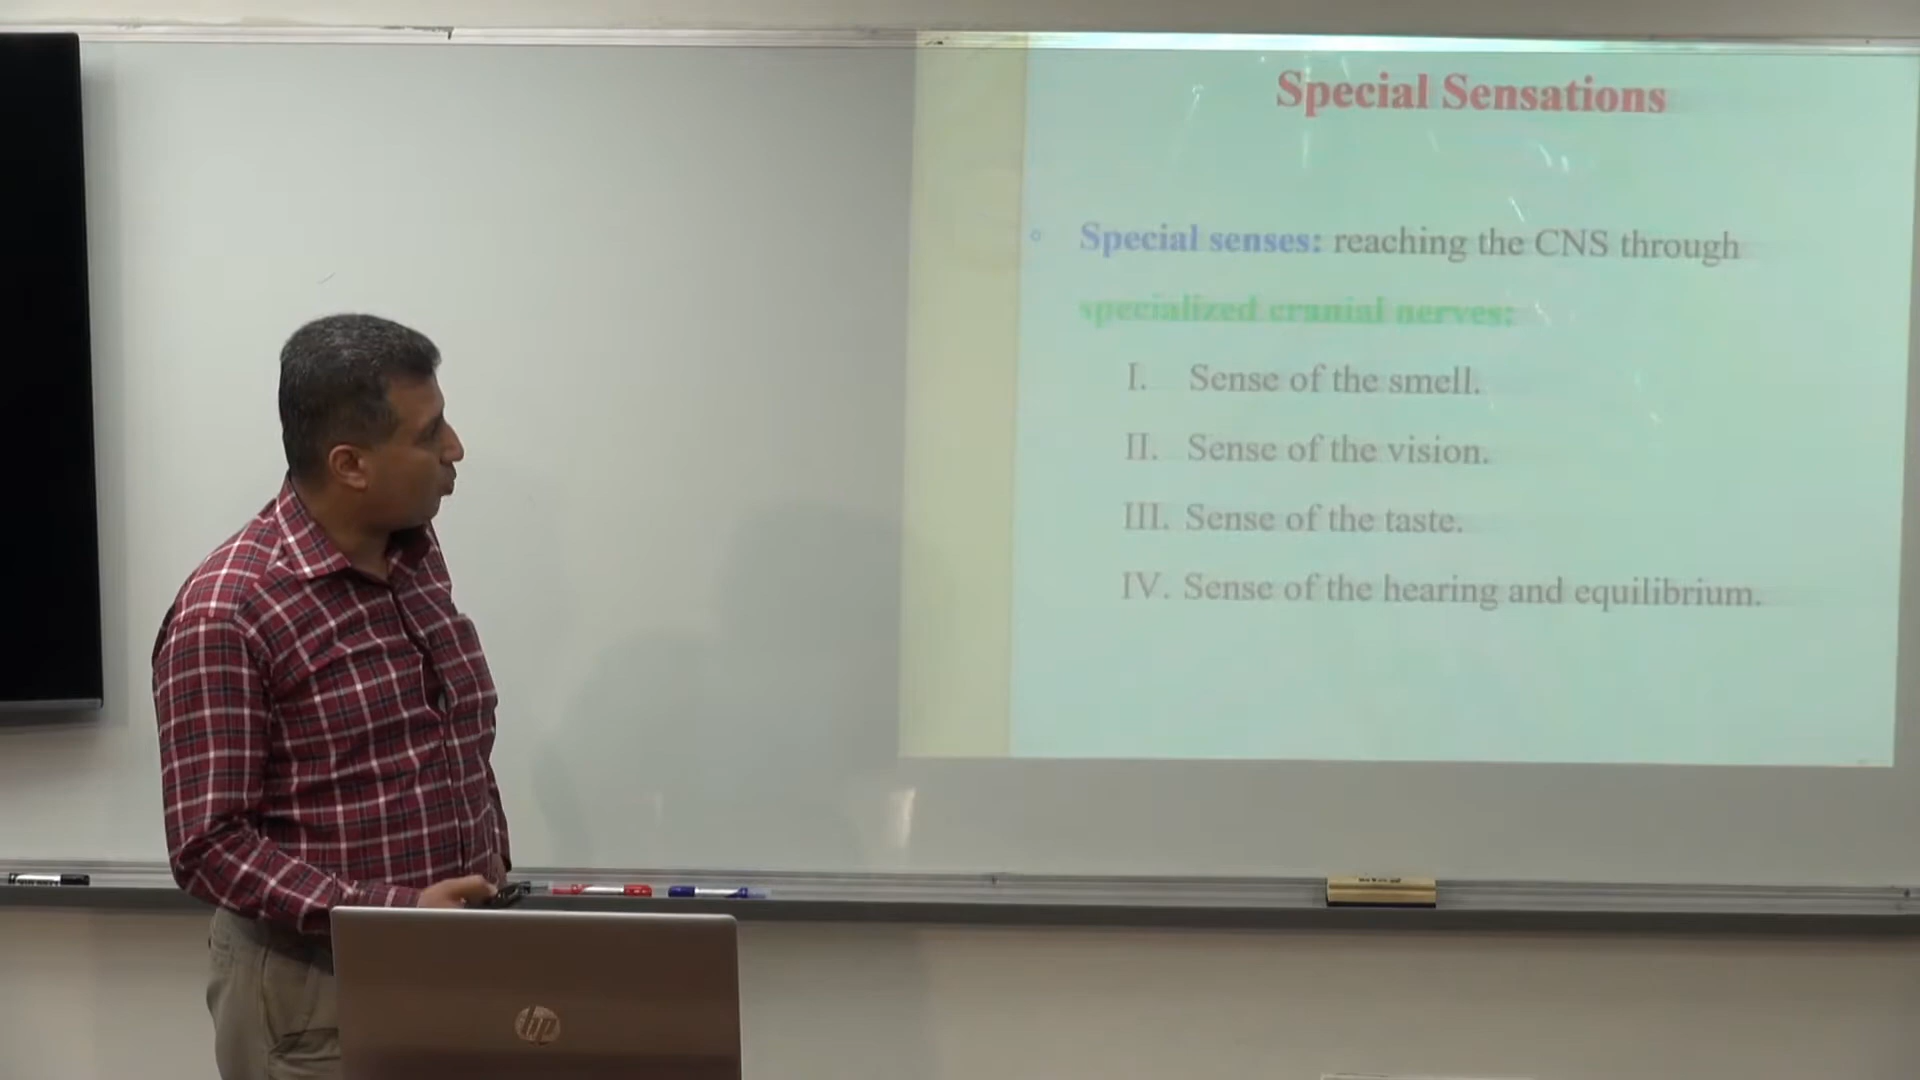 Special Sensations
Special senses: reaching the CNS through
specialized cranial nerves:
I. Sense of the smell.
II. Sense of the vision.
III. Sense of the taste.
IV. Sense of the hearing and equilibrium.
hp